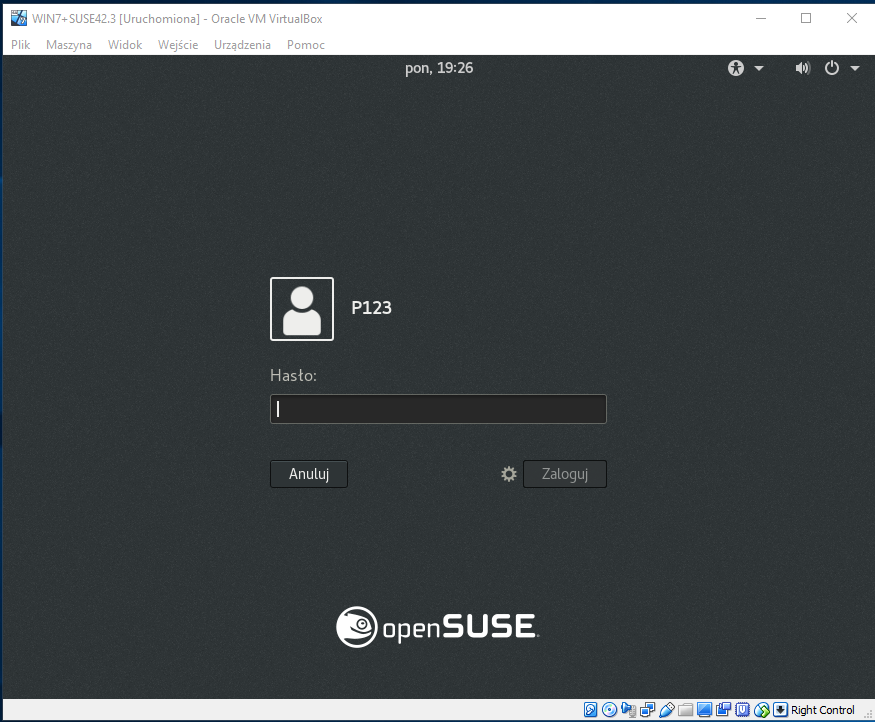 WIN7+SUSE42.3 [Uruchomiona] - Oracle VM VirtualBox
Plik Maszyna Widok Wejście Urządzenia Pomoc
pon, 19:26
P123
Hasło:
Anuluj Zaloguj
openSUSE
Right Control